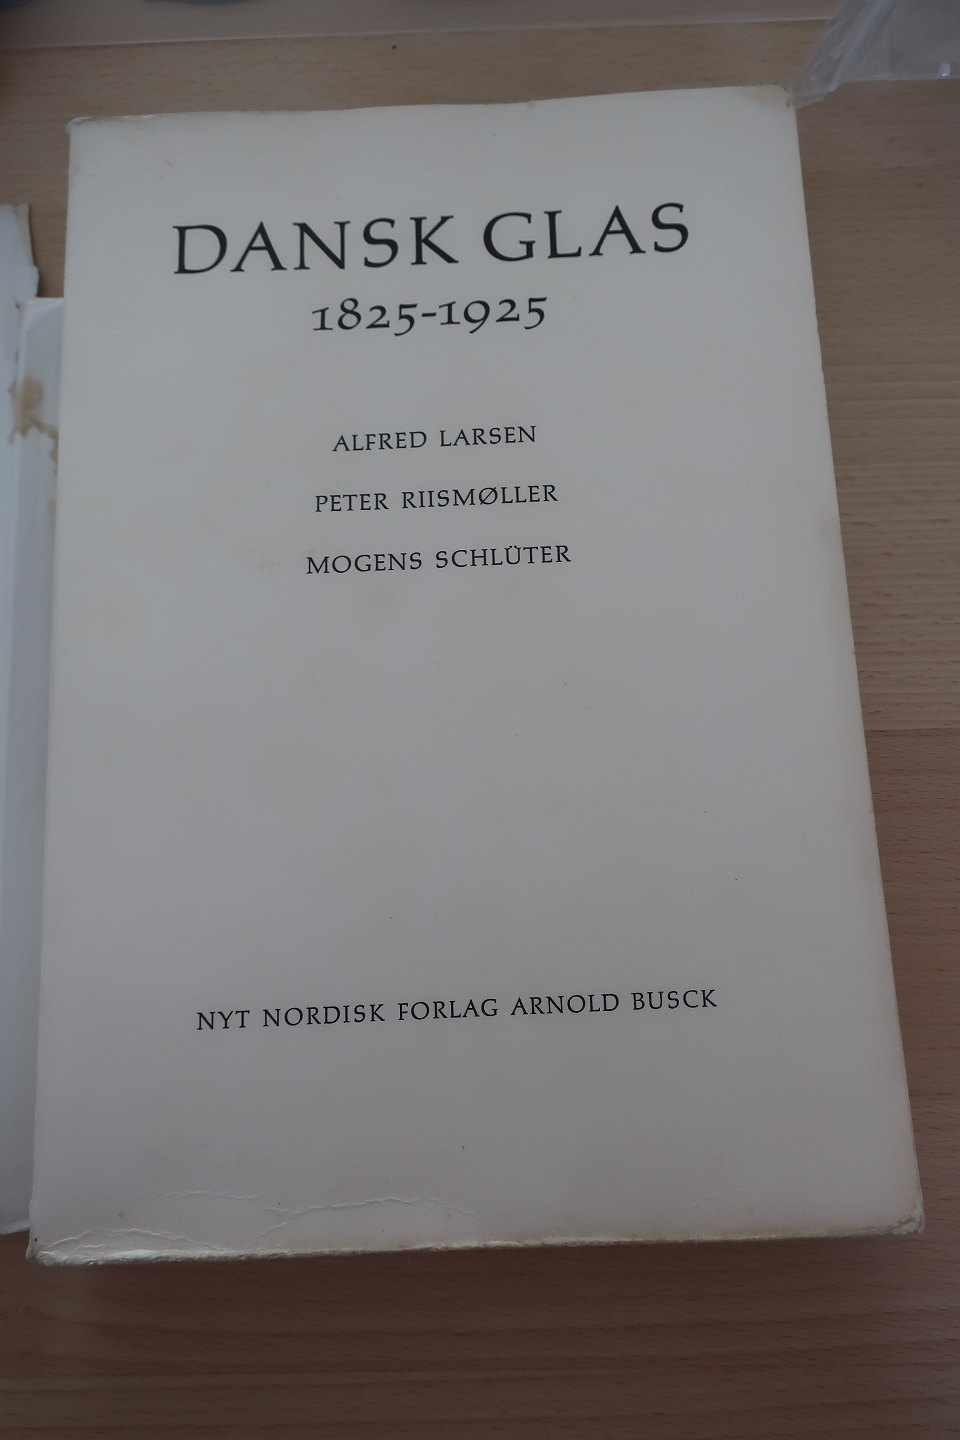 DANSK GLAS
1825-1925
ALFRED LARSEN
PETER RIISMØLLER
MOGENS SCHLÜTER
NYT NORDISK FORLAG ARNOLD BUSCK